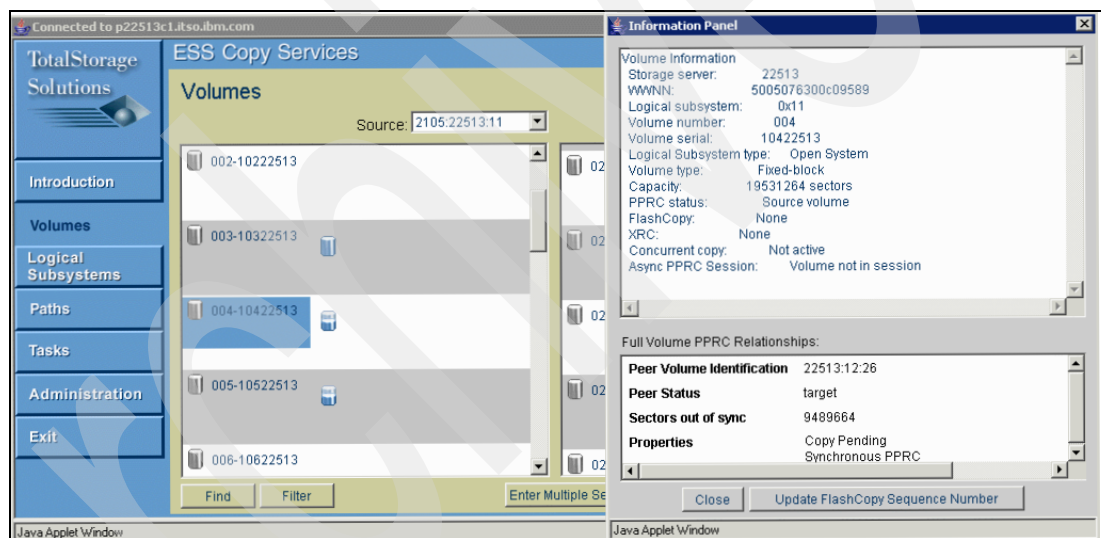 Connected to p22513c1.itso.ibm.com
TotalStorage
Solutions
Introduction
Volumes
Logical
Subsystems
Paths
Tasks
Administration
Exit
ESS Copy Services
Volumes
Source: 2105:22513:11
002-10222513
003-10322513
004-10422513
005-10522513
006-10622513
02
02
02
02
02
Find
Filter
Enter Multiple Se
Java Applet Window
Information Panel
Volume Information
Storage server: 22513
WWNN: 5005076300c09589
Logical subsystem: 0x11
Volume number: 004
Volume serial: 10422513
Logical Subsystem type: Open System
Volume type: Fixed-block
Capacity: 19531264 sectors
PPRC status: Source volume
FlashCopy: None
XRC: None
Concurrent copy: Not active
Async PPRC Session: Volume not in session
Full Volume PPRC Relationships:
Peer Volume Identification 22513:12:26
Peer Status target
Sectors out of sync 9489664
Properties Copy Pending
Synchronous PPRC
Close
Update FlashCopy Sequence Number
Java Applet Window